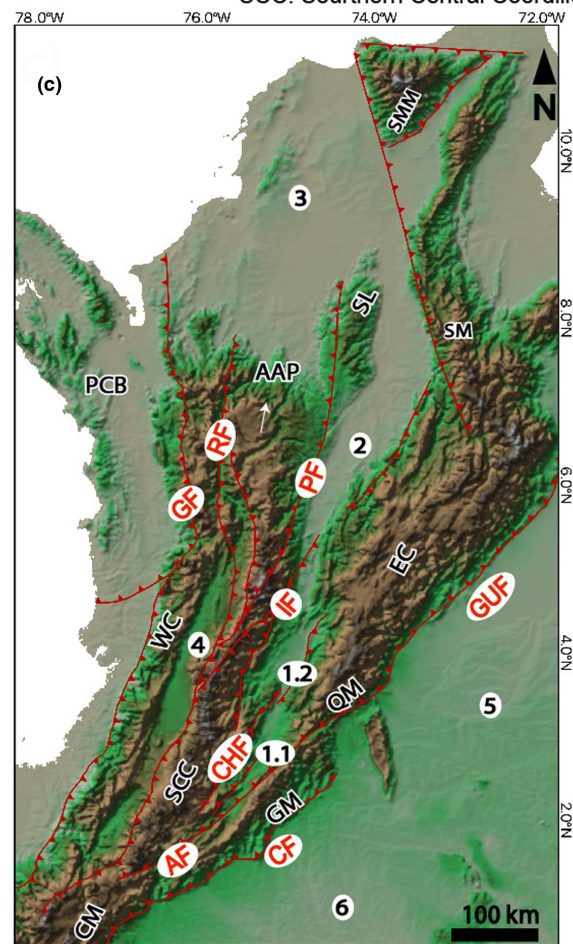 SCC: Sourthern Central Cordille
78.0°W 76.0°W 74.0°W 72.0°W
(c)
N
SMM
10.0°N
3
SL
8.0°N
SM
PCB
AAP
RF
2
PF
6.0°N
GF
EC
IF
GUF
WC
4
4.0°N
1.2
QM
5
CHF
1.1
SCC
GM
2.0°N
AF
CF
CM
6
100 km